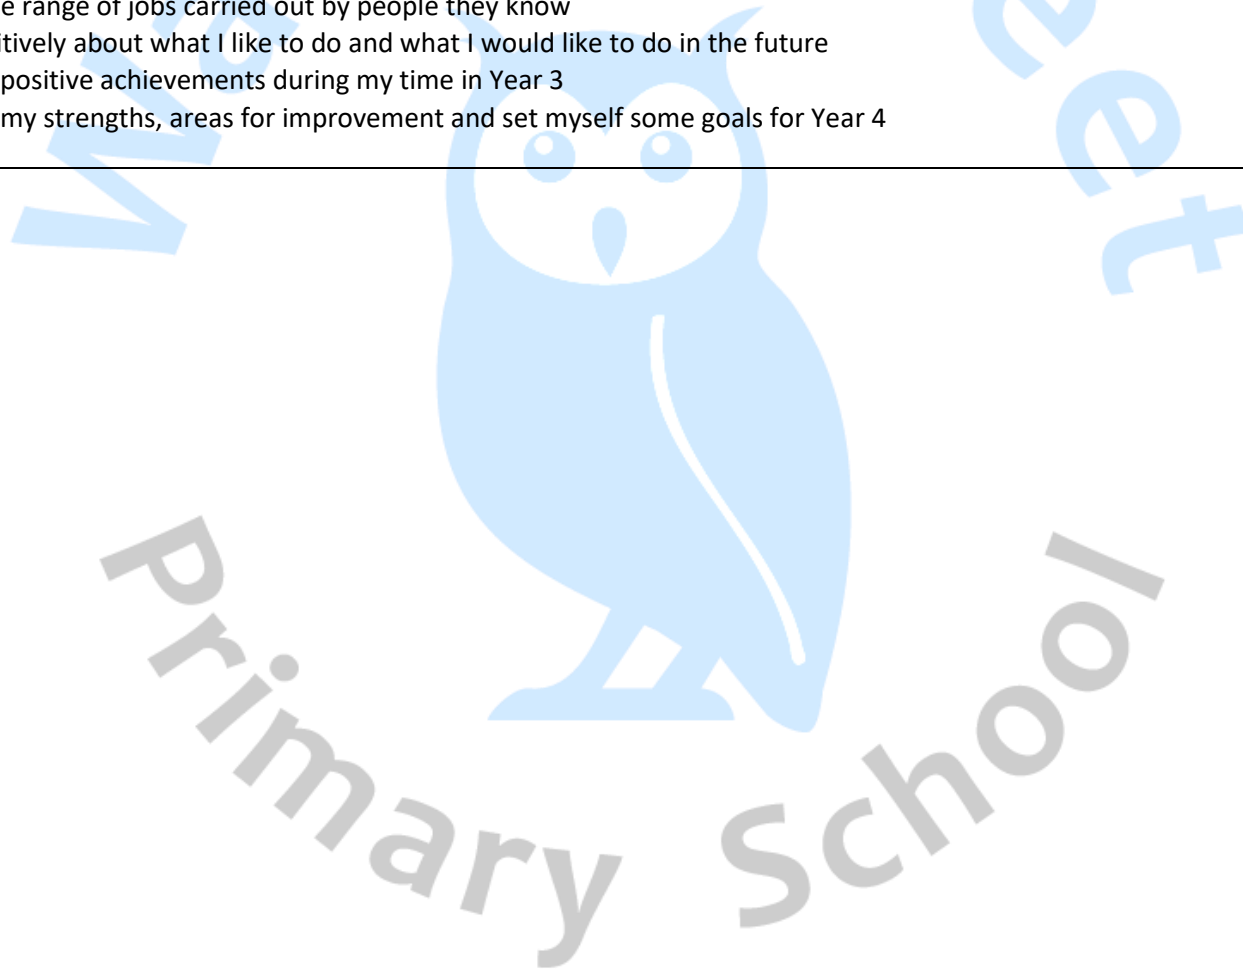 e range of jobs carried out by people they know
itively about what I like to do and what I would like to do in the future
positive achievements during my time in Year 3
my strengths, areas for improvement and set myself some goals for Year 4
Primary School